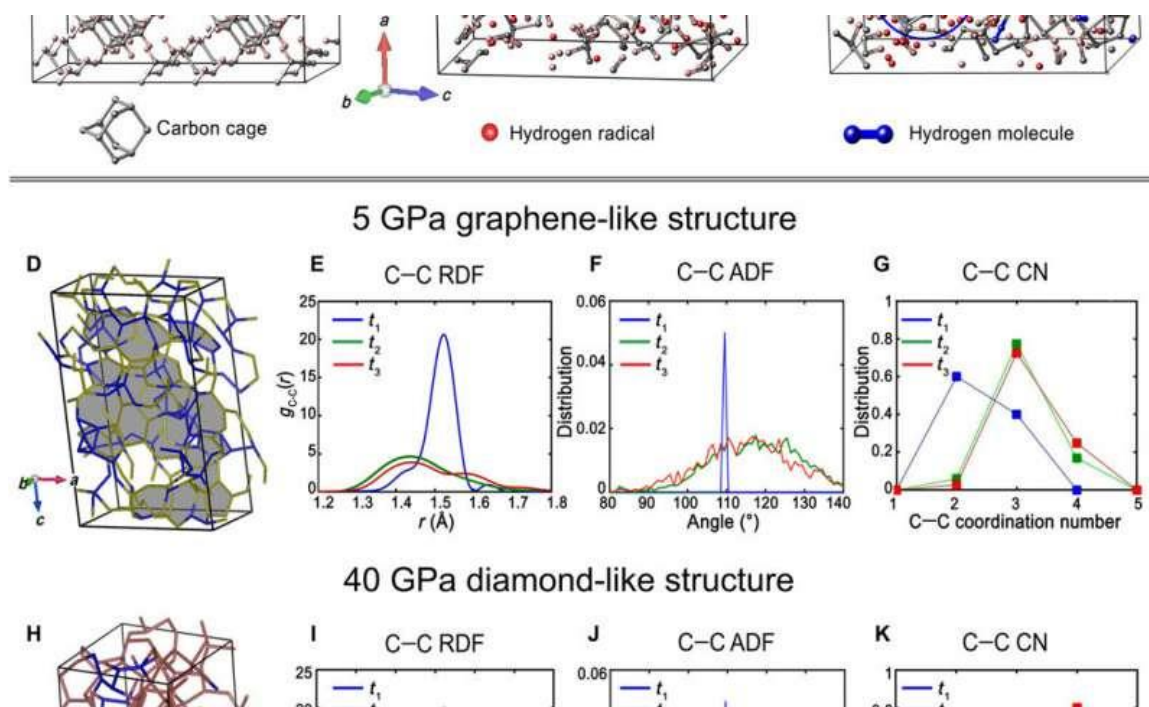 a
b
c
Carbon cage
Hydrogen radical
Hydrogen molecule
5 GPa graphene-like structure
D
b
a
c
E
C−C RDF
25
20
15
10
5
0
1.2 1.3 1.4 1.5 1.6 1.7 1.8
g C-C (r)
r (Å)
t1
t2
t3
F
C−C ADF
0.06
0.04
0.02
0
80 90 100 110 120 130 140
Distribution
Angle (°)
t1
t2
t3
G
C−C CN
1
0.8
0.6
0.4
0.2
0
1 2 3 4 5
Distribution
C−C coordination number
t1
t2
t3
40 GPa diamond-like structure
H
I
C−C RDF
25
t1
J
C−C ADF
0.06
t1
K
C−C CN
1
t1